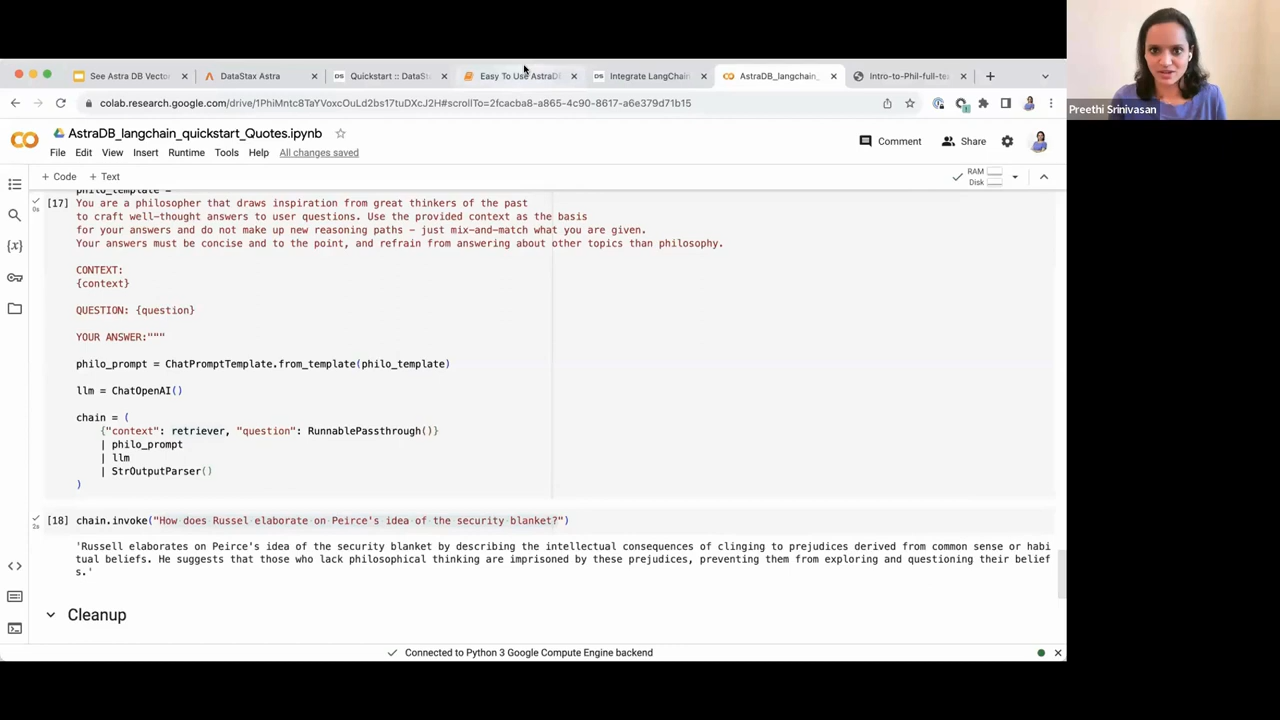 See Astra DB Vector
DataStax Astra
Quickstart :: DataSt
Easy To Use AstraD
Integrate LangChain
AstraDB_langchain_
Intro-to-Phil-full-te
colab.research.google.com/drive/1PhiMntc8TaYVoxcOuLd2bs17tuDXcJ2H#scrollTo=2fcacba8-a865-4c90-8617-a6e379d71b15
Preethi Srinivasan
AstraDB_langchain_quickstart_Quotes.ipynb
Comment
Share
File Edit View Insert Runtime Tools Help All changes saved
+ Code + Text
RAM
Disk
philo_template =
[17] You are a philosopher that draws inspiration from great thinkers of the past
0s
to craft well-thought answers to user questions. Use the provided context as the basis
for your answers and do not make up new reasoning paths - just mix-and-match what you are given.
Your answers must be concise and to the point, and refrain from answering about other topics than philosophy.
CONTEXT:
{context}
QUESTION: {question}
YOUR ANSWER:"""
philo_prompt = ChatPromptTemplate.from_template(philo_template)
llm = ChatOpenAI()
chain = (
{"context": retriever, "question": RunnablePassthrough()}
| philo_prompt
| llm
| StrOutputParser()
)
[18] chain.invoke("How does Russel elaborate on Peirce's idea of the security blanket?")
2s
'Russell elaborates on Peirce's idea of the security blanket by describing the intellectual consequences of clinging to prejudices derived from common sense or habi
tual beliefs. He suggests that those who lack philosophical thinking are imprisoned by these prejudices, preventing them from exploring and questioning their belief
s.'
Cleanup
Connected to Python 3 Google Compute Engine backend